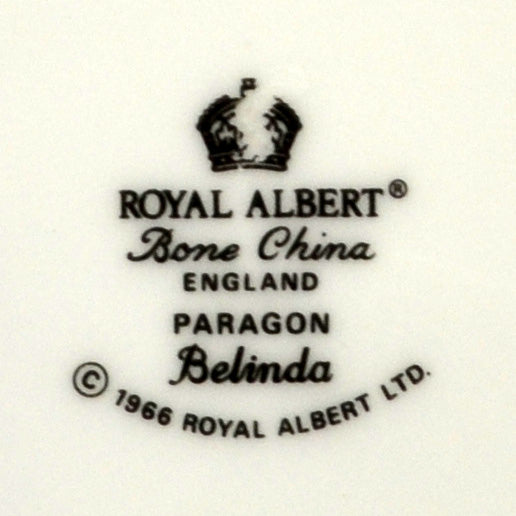 ROYAL ALBERT®
Bone China
ENGLAND
PARAGON
Belinda
© 1966 ROYAL ALBERT LTD.